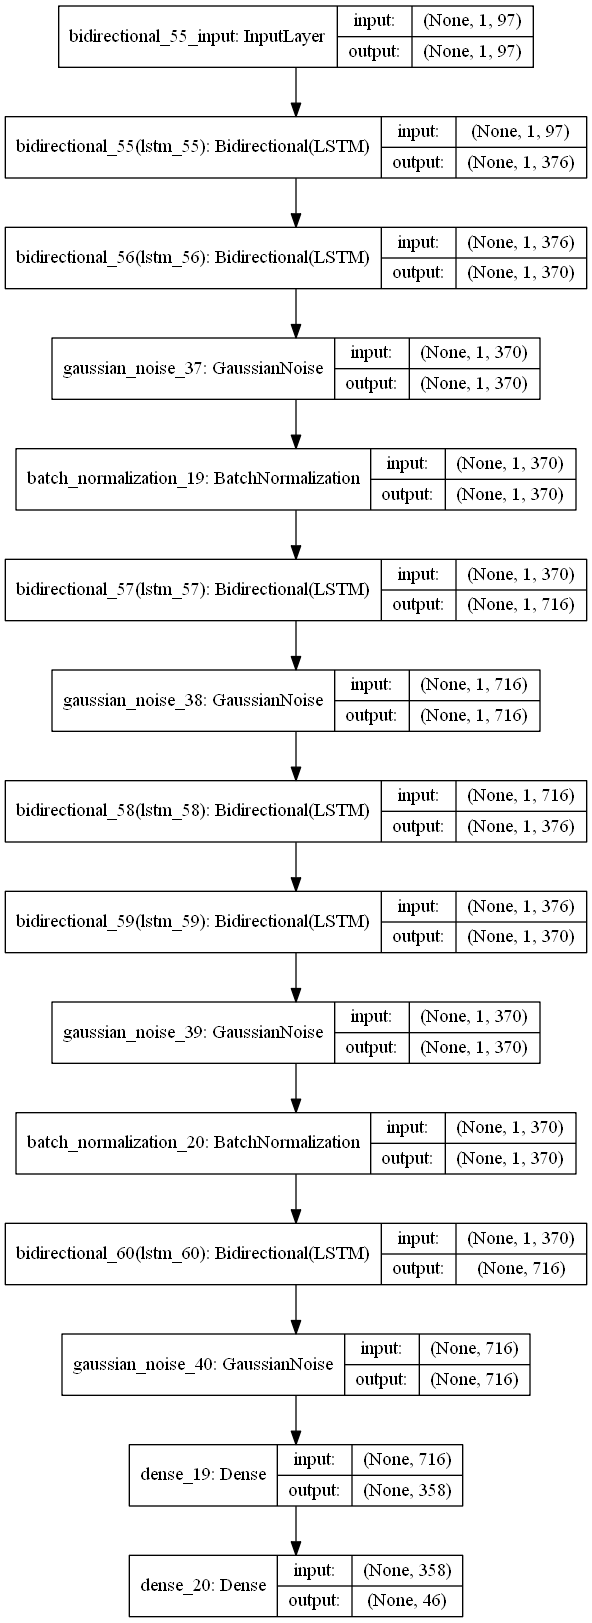 bidirectional_55_input: InputLayer
input: (None, 1, 97)
output: (None, 1, 97)
bidirectional_55(lstm_55): Bidirectional(LSTM)
input: (None, 1, 97)
output: (None, 1, 376)
bidirectional_56(lstm_56): Bidirectional(LSTM)
input: (None, 1, 376)
output: (None, 1, 370)
gaussian_noise_37: GaussianNoise
input: (None, 1, 370)
output: (None, 1, 370)
batch_normalization_19: BatchNormalization
input: (None, 1, 370)
output: (None, 1, 370)
bidirectional_57(lstm_57): Bidirectional(LSTM)
input: (None, 1, 370)
output: (None, 1, 716)
gaussian_noise_38: GaussianNoise
input: (None, 1, 716)
output: (None, 1, 716)
bidirectional_58(lstm_58): Bidirectional(LSTM)
input: (None, 1, 716)
output: (None, 1, 376)
bidirectional_59(lstm_59): Bidirectional(LSTM)
input: (None, 1, 376)
output: (None, 1, 370)
gaussian_noise_39: GaussianNoise
input: (None, 1, 370)
output: (None, 1, 370)
batch_normalization_20: BatchNormalization
input: (None, 1, 370)
output: (None, 1, 370)
bidirectional_60(lstm_60): Bidirectional(LSTM)
input: (None, 1, 370)
output: (None, 716)
gaussian_noise_40: GaussianNoise
input: (None, 716)
output: (None, 716)
dense_19: Dense
input: (None, 716)
output: (None, 358)
dense_20: Dense
input: (None, 358)
output: (None, 46)